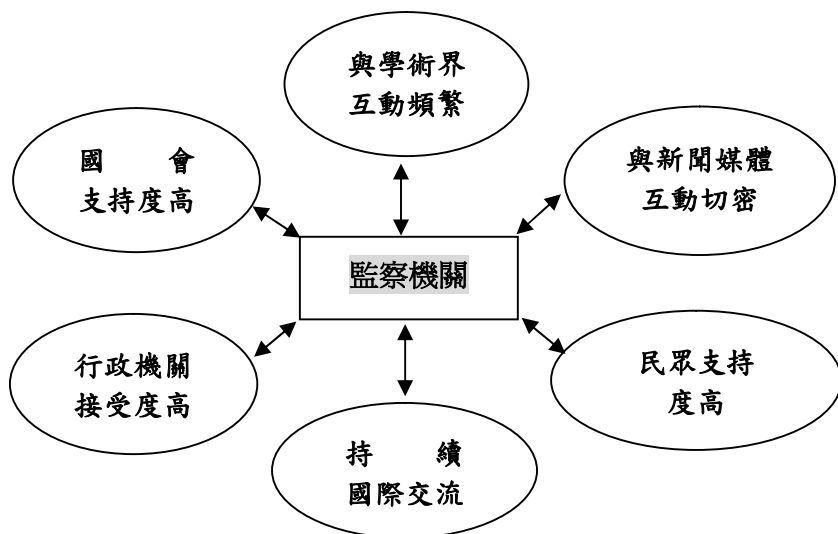 與學術界
互動頻繁
國 會
支持度高
與新聞媒體
互動切密
監察機關
行政機關
接受度高
民眾支持
度高
持 續
國際交流